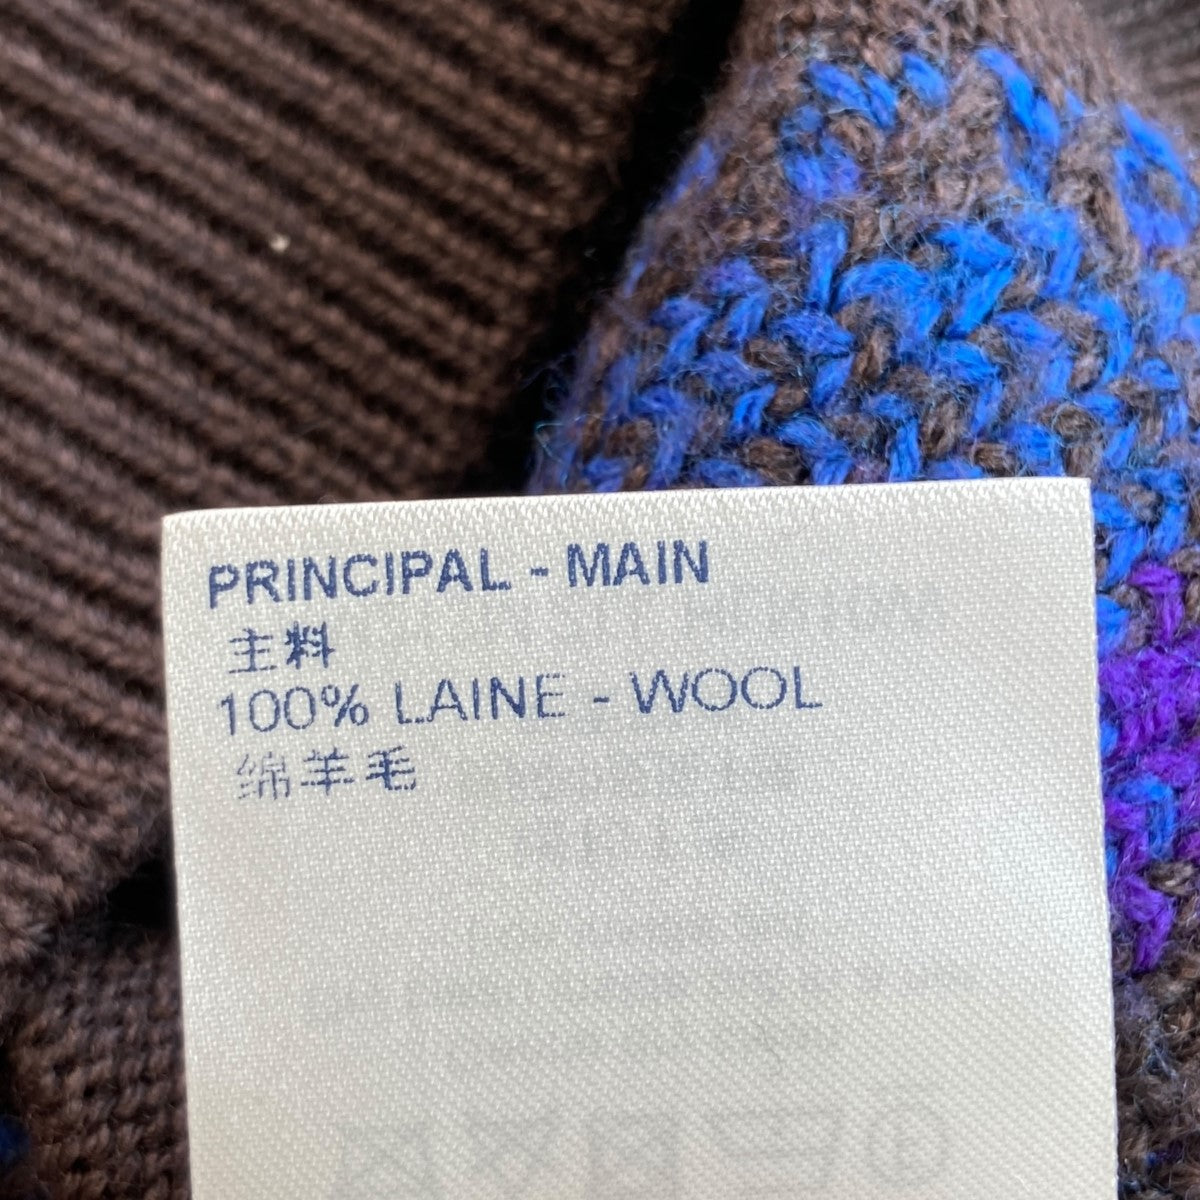 PRINCIPAL - MAIN
主料
100% LAINE - WOOL
绵羊毛